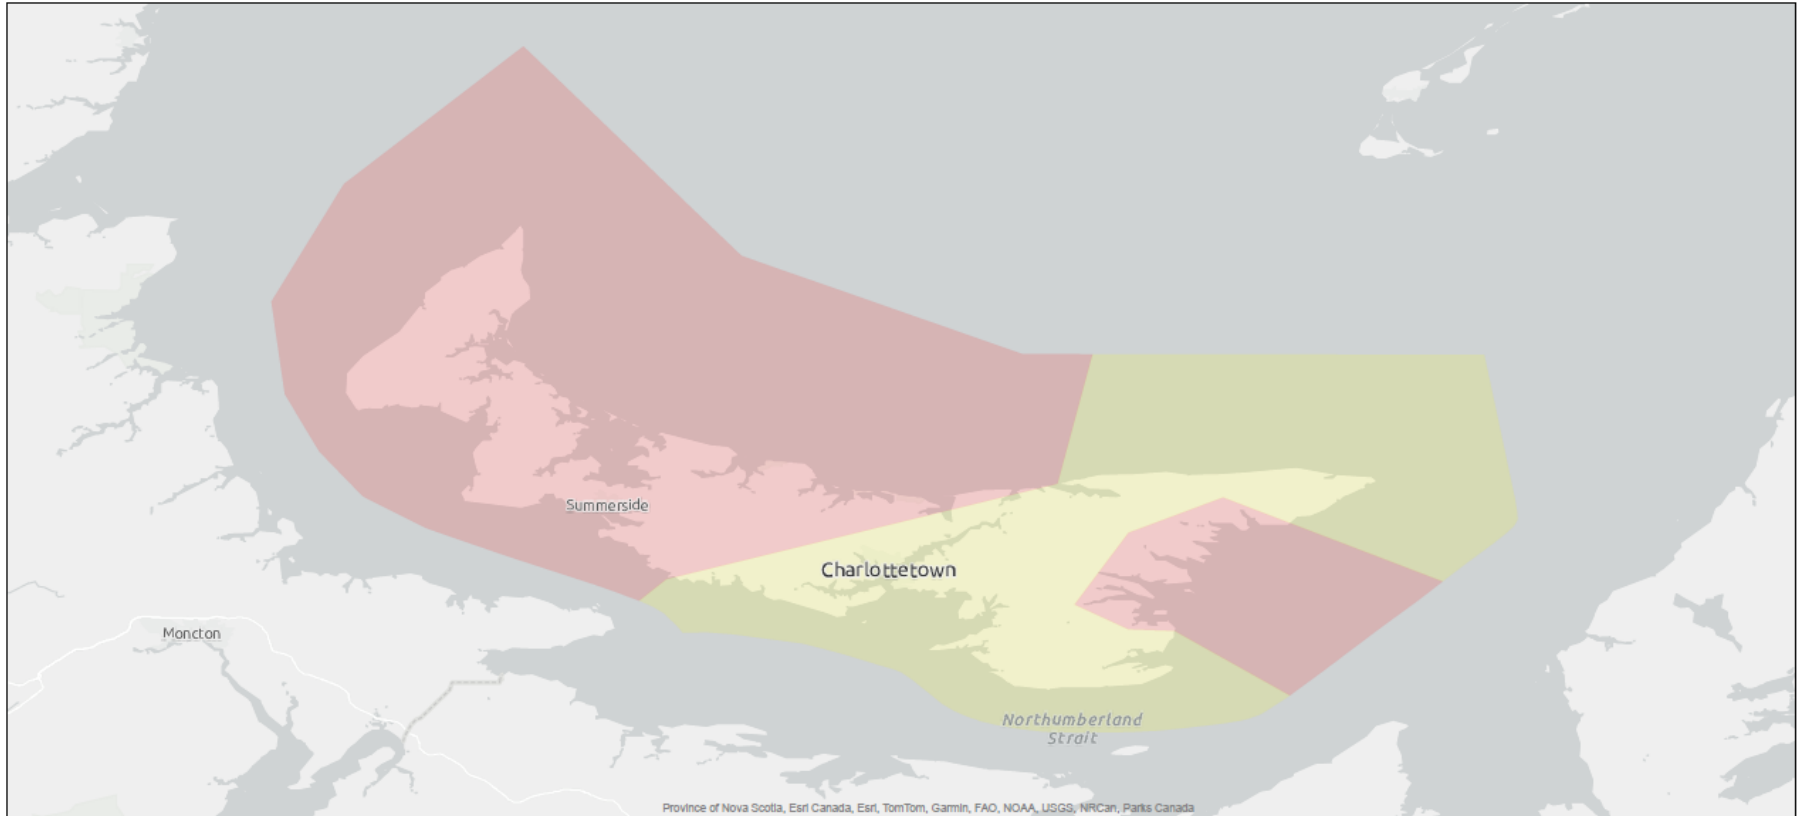 Summerside
Charlottetown
Moncton
Northumberland
Strait
Province of Nova Scotia, Esri Canada, Esri, TomTom, Garmin, FAO, NOAA, USGS, NRCan, Parks Canada